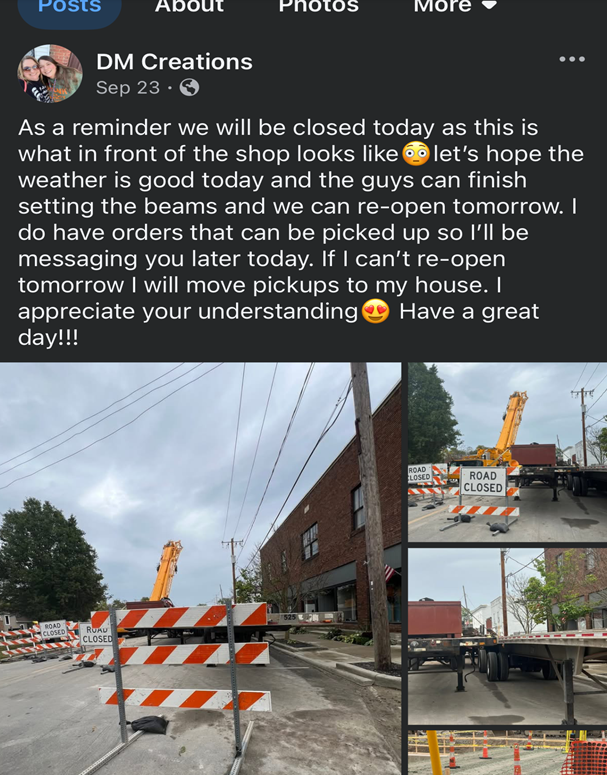 Posts About Photos More
DM Creations
Sep 23 ·
As a reminder we will be closed today as this is
what in front of the shop looks like😳let's hope the
weather is good today and the guys can finish
setting the beams and we can re-open tomorrow. I
do have orders that can be picked up so I'll be
messaging you later today. If I can't re-open
tomorrow I will move pickups to my house. I
appreciate your understanding😍 Have a great
day!!!
ROAD
CLOSED
ROAD
CLOSED
525
ROAD
CLOSED
ROAD
CLOSED